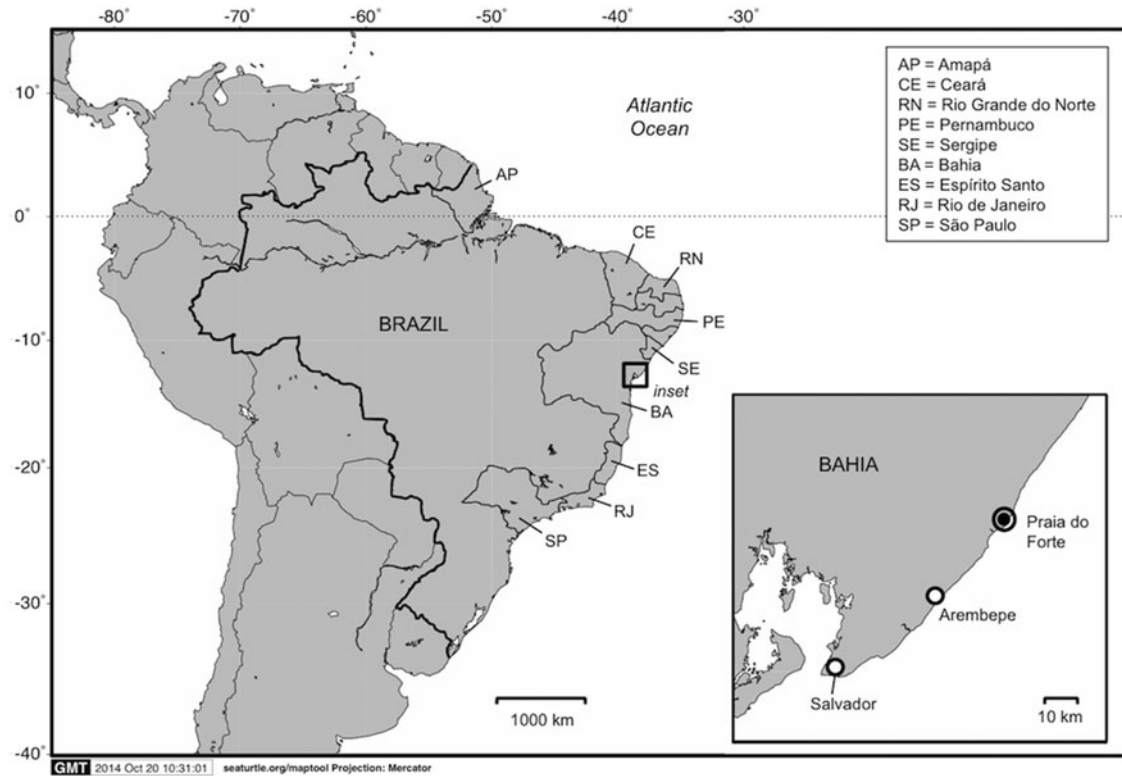 -80°
-70°
-60°
-50°
-40°
-30°
10°
0°
-10°
-20°
-30°
-40°
Atlantic
Ocean
AP = Amapá
CE = Ceará
RN = Rio Grande do Norte
PE = Pernambuco
SE = Sergipe
BA = Bahia
ES = Espírito Santo
RJ = Rio de Janeiro
SP = São Paulo
AP
CE
RN
BRAZIL
PE
SE
inset
BA
ES
RJ
SP
1000 km
BAHIA
Praia do
Forte
Arembepe
Salvador
10 km
GMT 2014 Oct 20 10:31:01 seaturtle.org/maptool Projection: Mercator